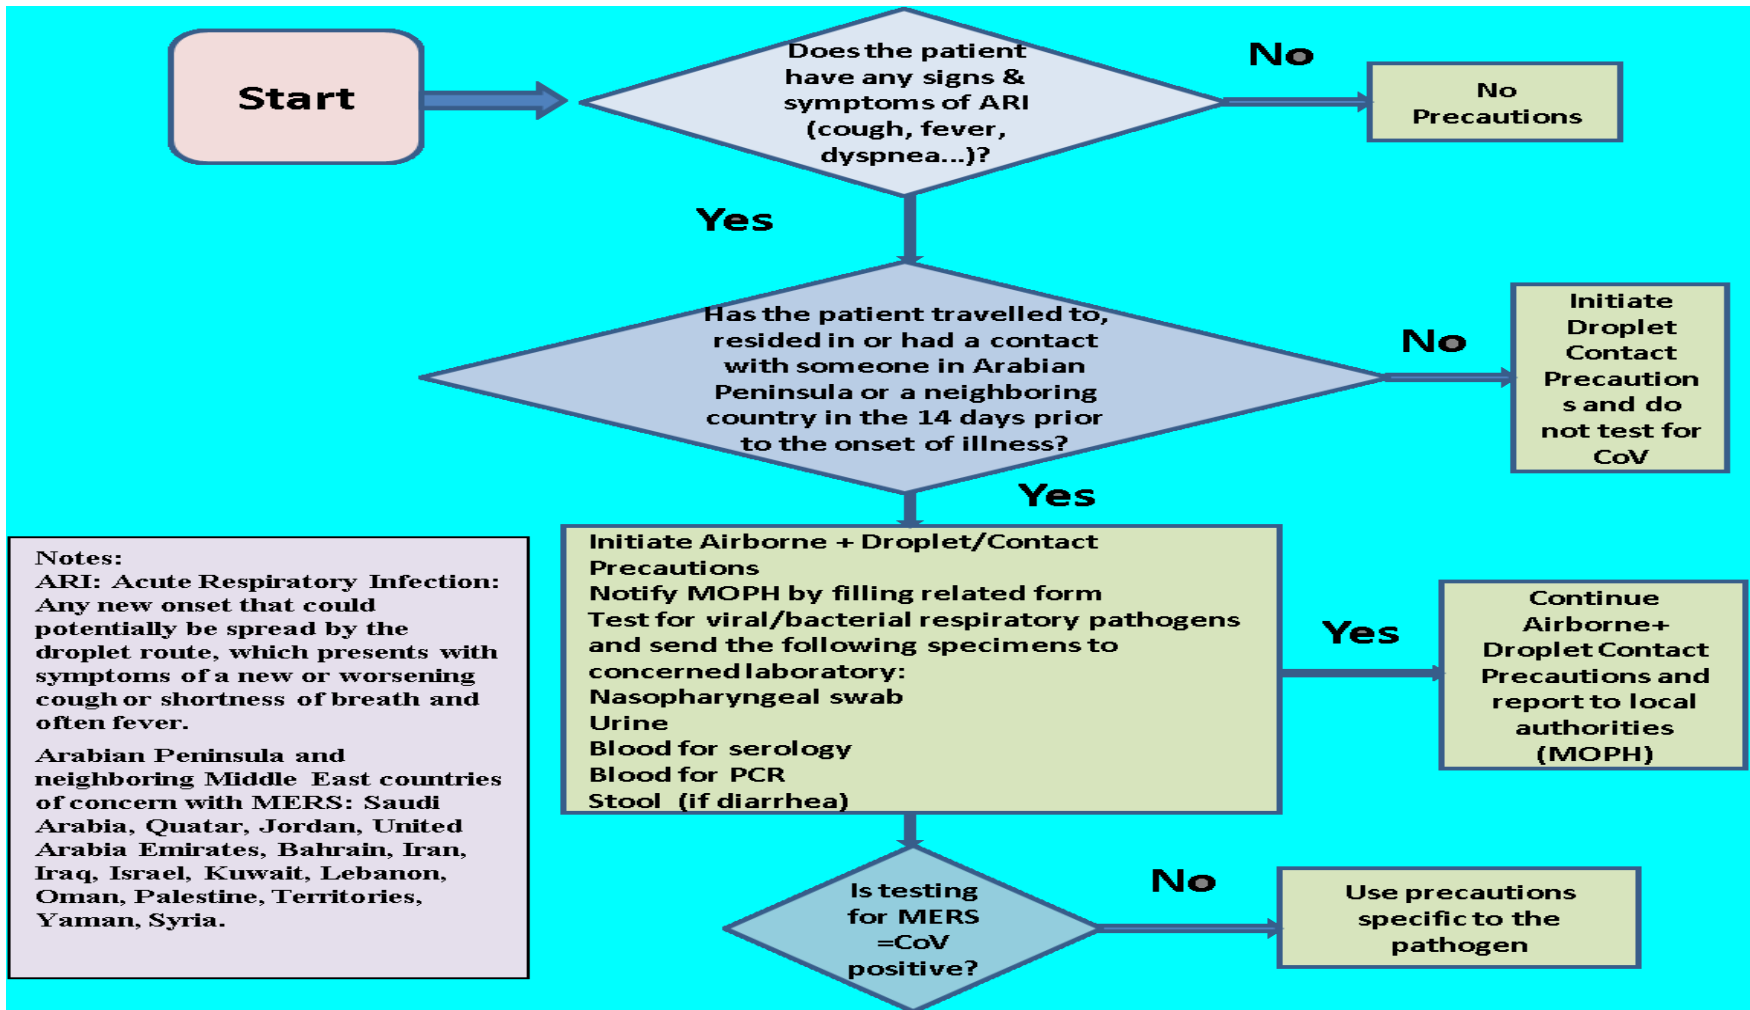 Start
Does the patient
have any signs &
symptoms of ARI
(cough, fever,
dyspnea...)?
No
No
Precautions
Yes
Has the patient travelled to,
resided in or had a contact
with someone in Arabian
Peninsula or a neighboring
country in the 14 days prior
to the onset of illness?
No
Initiate
Droplet
Contact
Precaution
s and do
not test for
CoV
Yes
Initiate Airborne + Droplet/Contact
Precautions
Notify MOPH by filling related form
Test for viral/bacterial respiratory pathogens
and send the following specimens to
concerned laboratory:
Nasopharyngeal swab
Urine
Blood for serology
Blood for PCR
Stool (if diarrhea)
Yes
Continue
Airborne+
Droplet Contact
Precautions and
report to local
authorities
(MOPH)
Notes:
ARI: Acute Respiratory Infection:
Any new onset that could
potentially be spread by the
droplet route, which presents with
symptoms of a new or worsening
cough or shortness of breath and
often fever.
Arabian Peninsula and
neighboring Middle East countries
of concern with MERS: Saudi
Arabia, Quatar, Jordan, United
Arabia Emirates, Bahrain, Iran,
Iraq, Israel, Kuwait, Lebanon,
Oman, Palestine, Territories,
Yaman, Syria.
Is testing
for MERS
=CoV
positive?
No
Use precautions
specific to the
pathogen